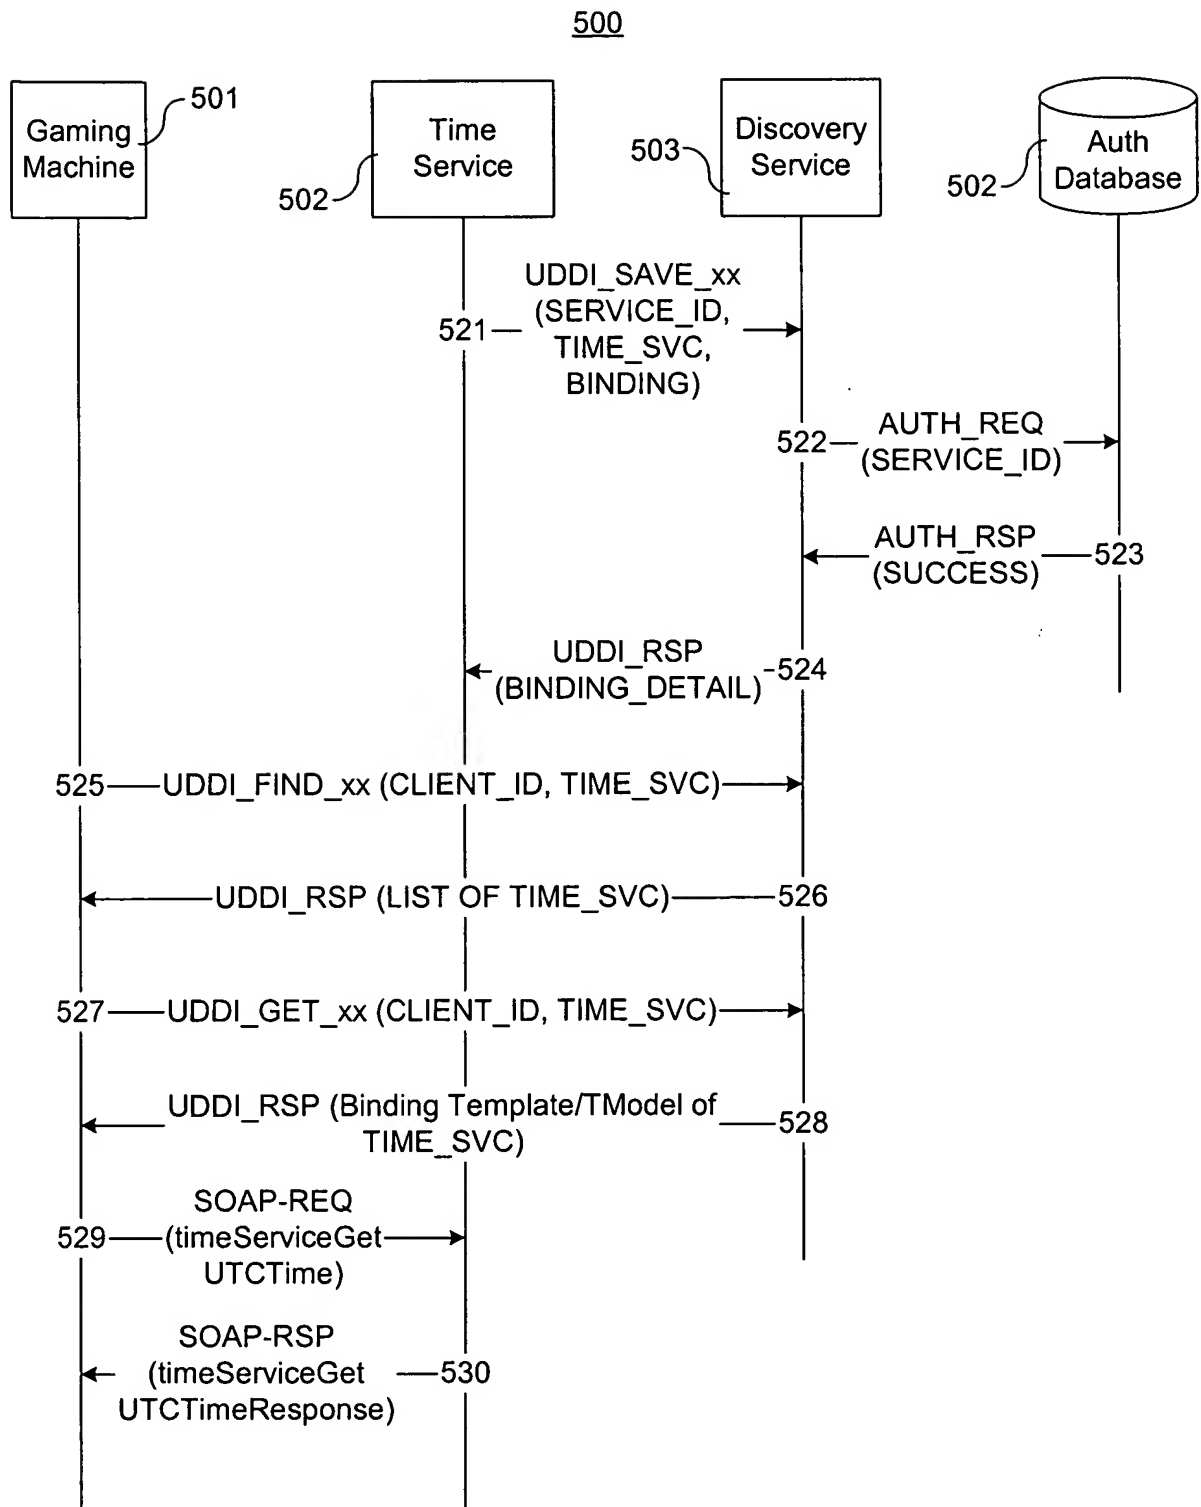 500
Gaming
Machine
501
Time
Service
502
Discovery
Service
503
Auth
Database
502
UDDI_SAVE_xx
521 (SERVICE_ID,
TIME_SVC,
BINDING)
AUTH_REQ
522 (SERVICE_ID)
AUTH_RSP
(SUCCESS) 523
UDDI_RSP
(BINDING_DETAIL) 524
525 UDDI_FIND_xx (CLIENT_ID, TIME_SVC)
UDDI_RSP (LIST OF TIME_SVC) 526
527 UDDI_GET_xx (CLIENT_ID, TIME_SVC)
UDDI_RSP (Binding Template/TModel of
TIME_SVC) 528
SOAP-REQ
529 (timeServiceGet
UTCTime)
SOAP-RSP
(timeServiceGet 530
UTCTimeResponse)